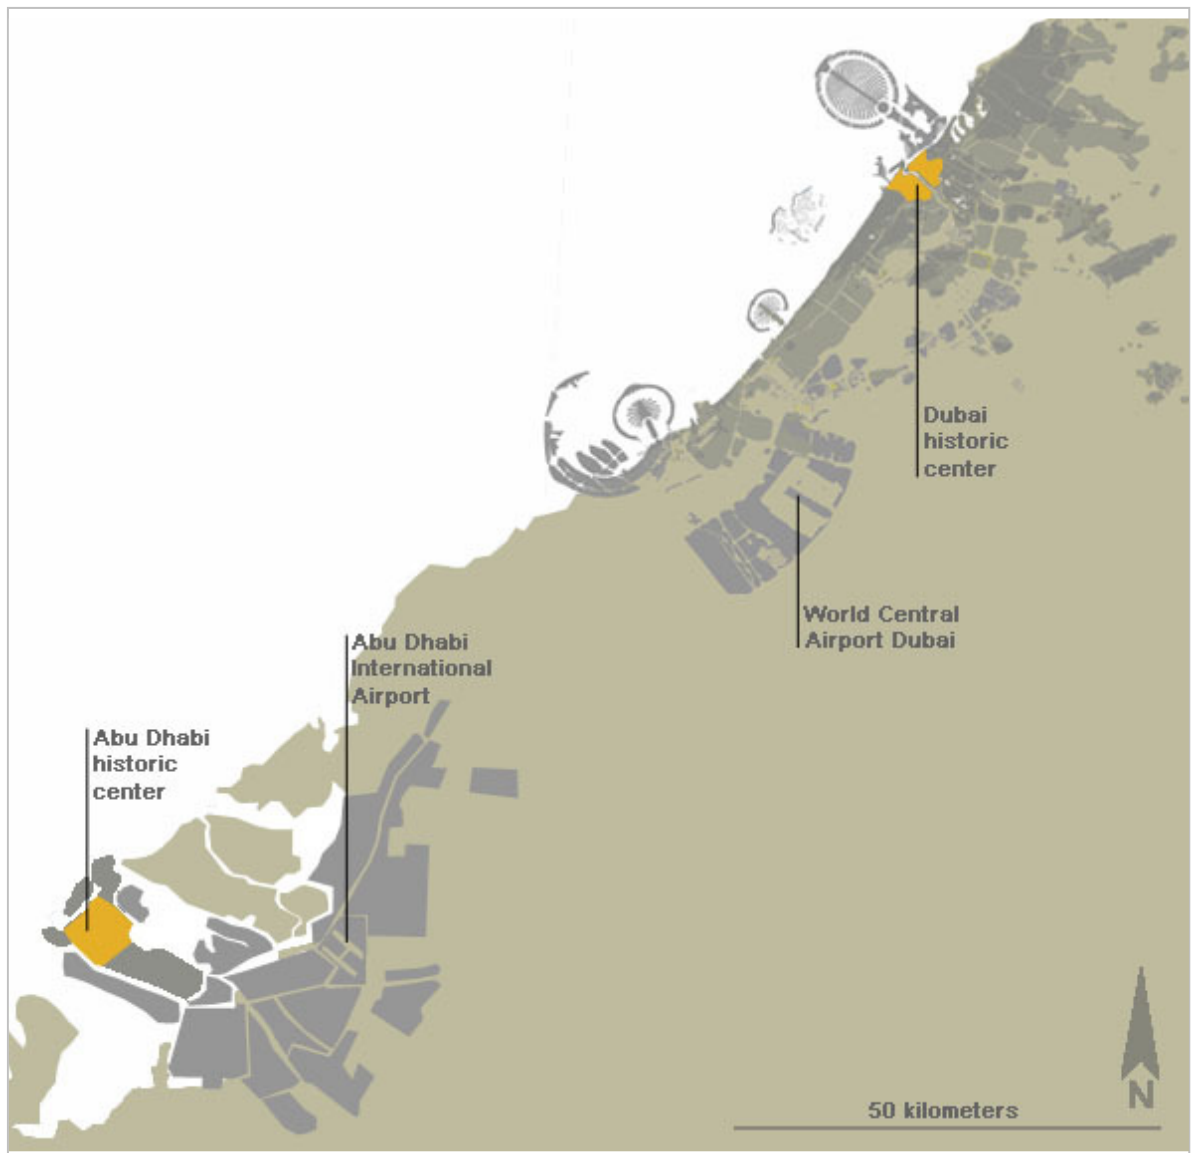 Dubai
historic
center
World Central
Airport Dubai
Abu Dhabi
International
Airport
Abu Dhabi
historic
center
50 kilometers
N